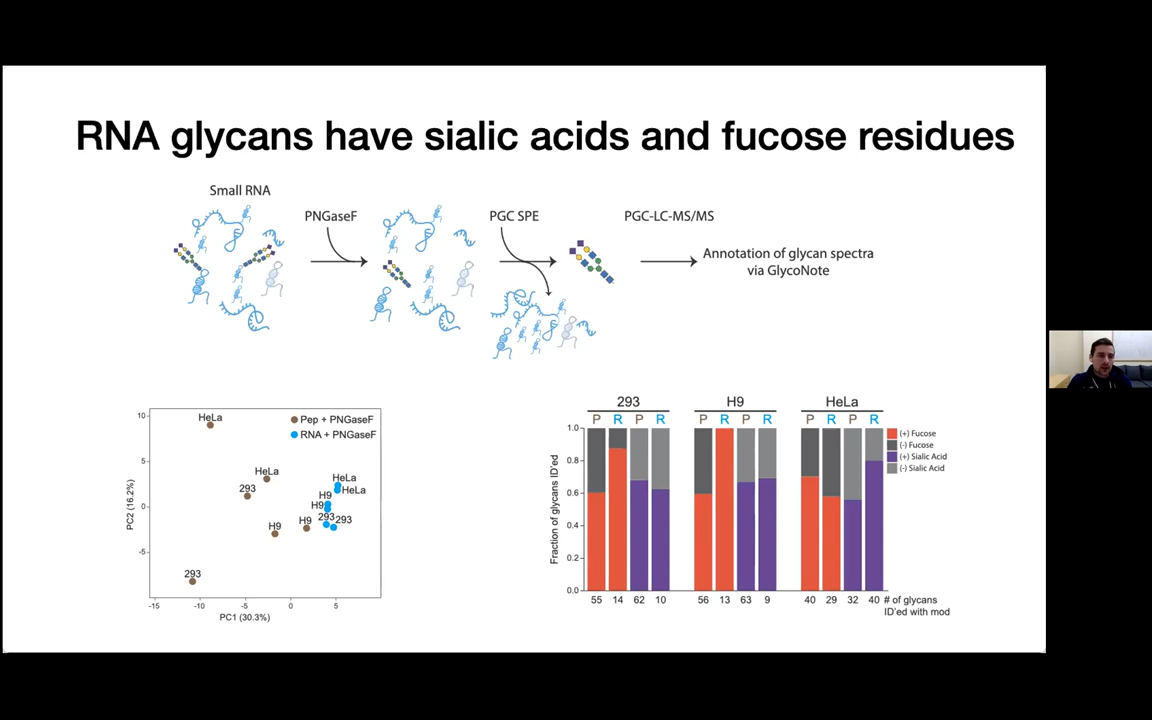 RNA glycans have sialic acids and fucose residues
Small RNA
PNGaseF
PGC SPE
PGC-LC-MS/MS
Annotation of glycan spectra
via GlycoNote
10
5
0
-5
PC2 (16.2%)
HeLa
Pep + PNGaseF
RNA + PNGaseF
HeLa
HeLa
HeLa
293
H9
H9
293
293
H9
H9
293
-15
-10
-5
0
5
PC1 (30.3%)
293
H9
HeLa
P R P R
P R P R
P R P R
1.0
0.8
0.6
0.4
0.2
0.0
Fraction of glycans ID'ed
(+) Fucose
(-) Fucose
(+) Sialic Acid
(-) Sialic Acid
55 14 62 10
56 13 63 9
40 29 32 40
# of glycans
ID'ed with mod